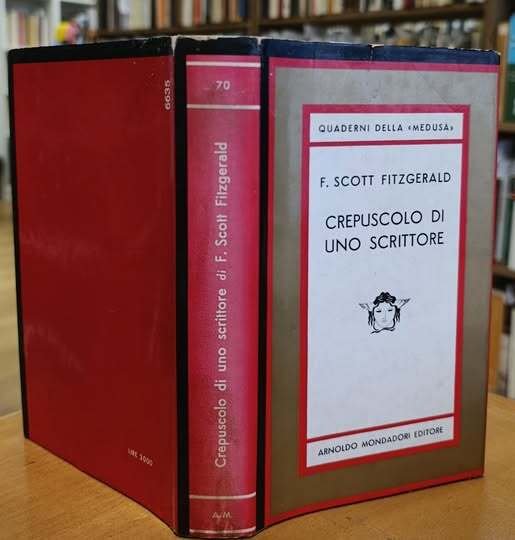 6635
LIRE 3000
70
Crepuscolo di uno scrittore di F. Scott Fitzgerald
A.M.
QUADERNI DELLA «MEDUSA»
F. SCOTT FITZGERALD
CREPUSCOLO DI
UNO SCRITTORE
ARNOLDO MONDADORI EDITORE